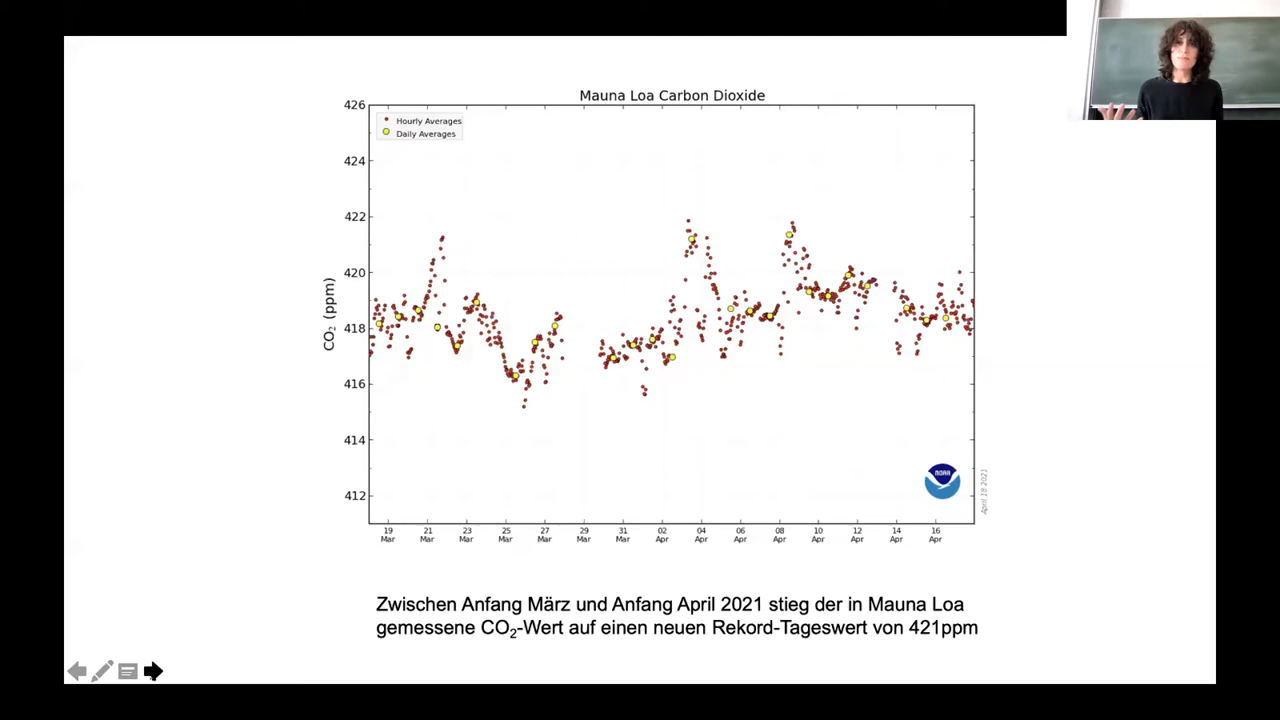 Mauna Loa Carbon Dioxide
426
424
422
420
418
416
414
412
CO₂ (ppm)
Hourly Averages
Daily Averages
NOAA
April 18 2021
19 Mar
21 Mar
23 Mar
25 Mar
27 Mar
29 Mar
31 Mar
02 Apr
04 Apr
06 Apr
08 Apr
10 Apr
12 Apr
14 Apr
16 Apr
Zwischen Anfang März und Anfang April 2021 stieg der in Mauna Loa
gemessene CO₂-Wert auf einen neuen Rekord-Tageswert von 421ppm